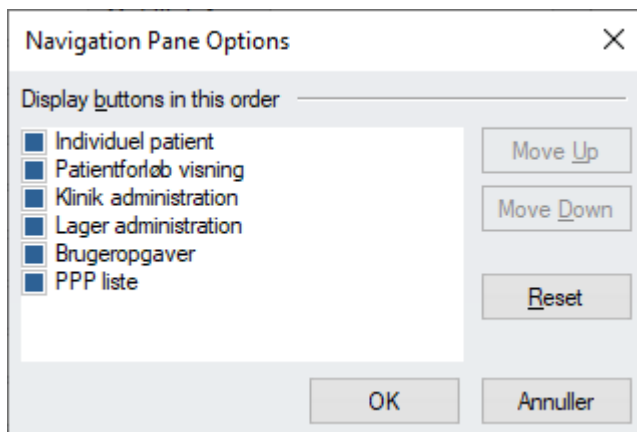 Navigation Pane Options
Display buttons in this order
Individuel patient
Patientforløb visning
Klinik administration
Lager administration
Brugeropgaver
PPP liste
Move Up
Move Down
Reset
OK
Annuller